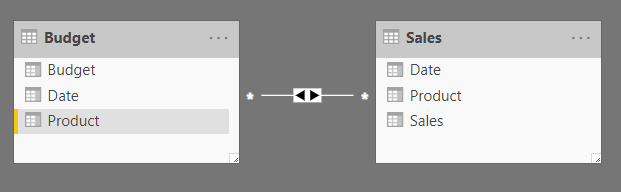 Budget
Budget
Date
Product
* *
Sales
Date
Product
Sales